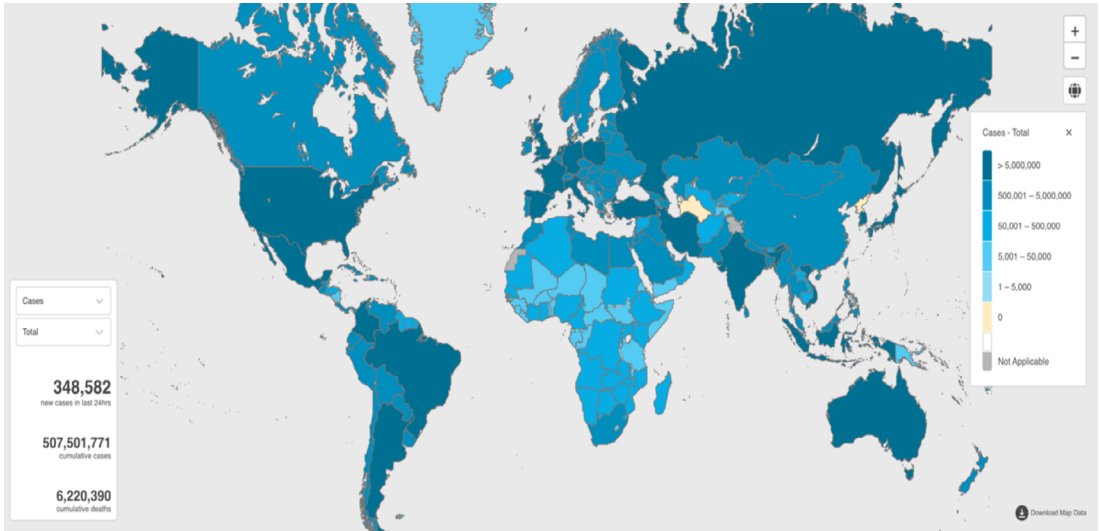 +
−
Cases - Total ×
> 5,000,000
500,001 – 5,000,000
50,001 – 500,000
5,001 – 50,000
1 – 5,000
0
Not Applicable
Cases
Total
348,582
new cases in last 24hrs
507,501,771
cumulative cases
6,220,390
cumulative deaths
Download Map Data